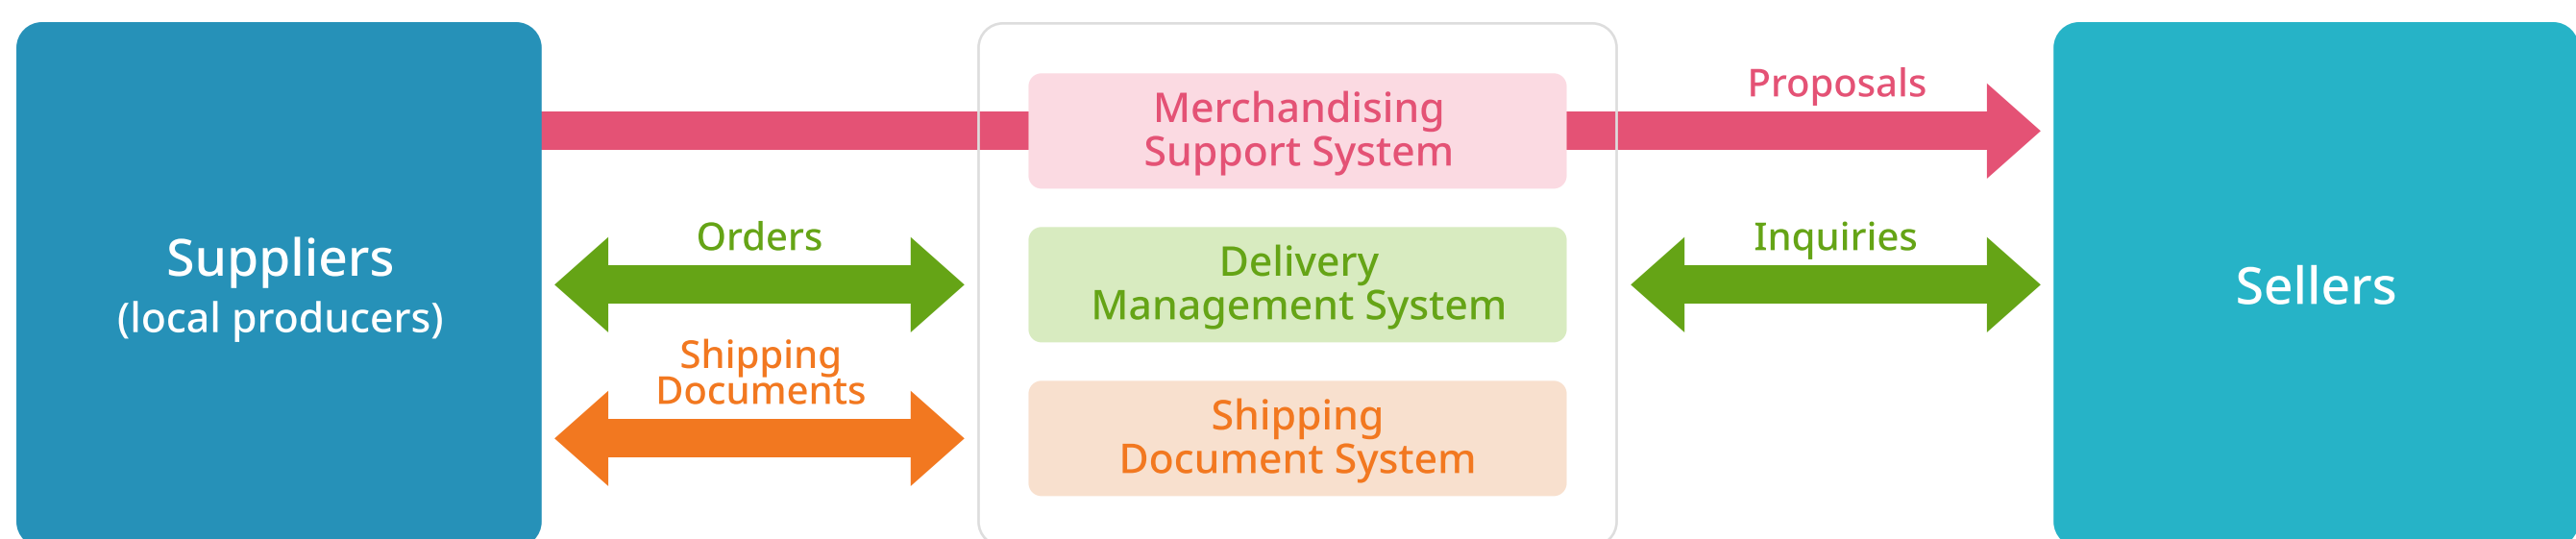 Suppliers
(local producers)
Orders
Shipping
Documents
Merchandising
Support System
Delivery
Management System
Shipping
Document System
Proposals
Inquiries
Sellers